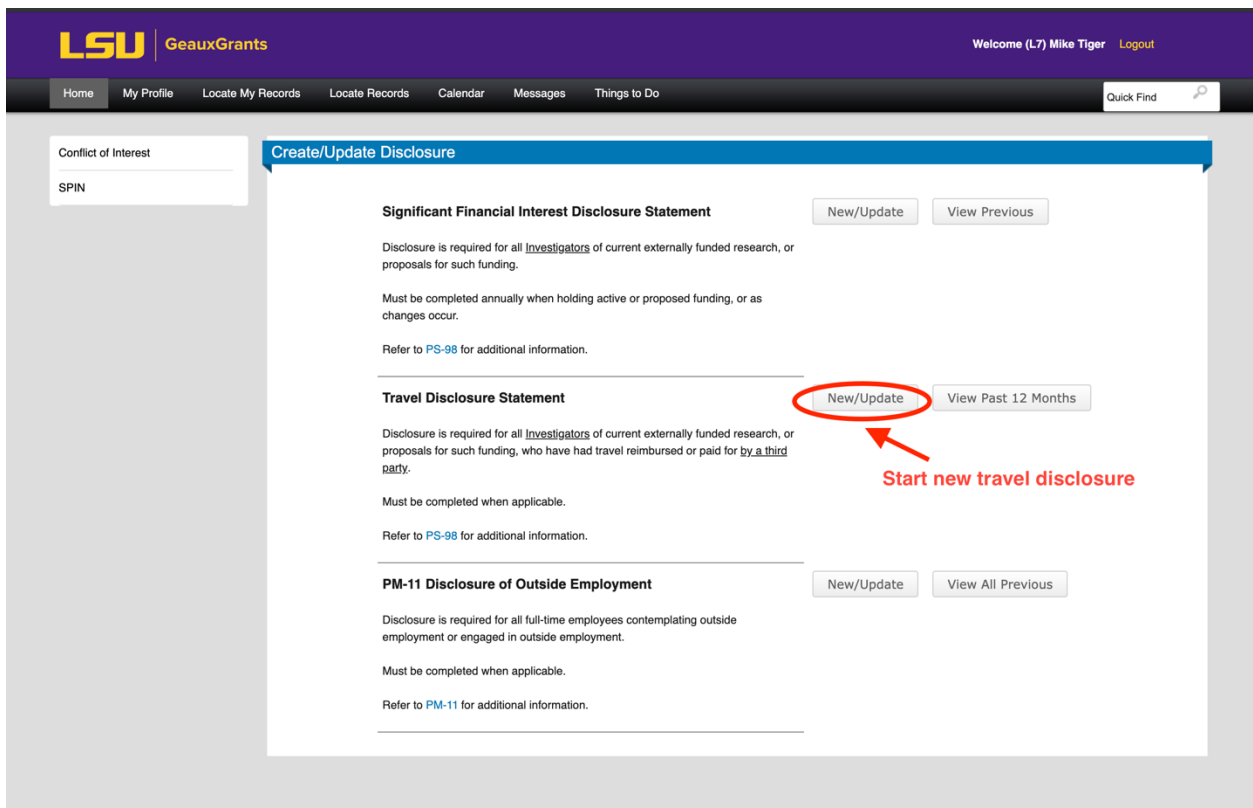 LSU GeauxGrants
Welcome (L7) Mike Tiger Logout
Home My Profile Locate My Records Locate Records Calendar Messages Things to Do
Quick Find
Conflict of Interest
SPIN
Create/Update Disclosure
Significant Financial Interest Disclosure Statement
New/Update View Previous
Disclosure is required for all Investigators of current externally funded research, or
proposals for such funding.
Must be completed annually when holding active or proposed funding, or as
changes occur.
Refer to PS-98 for additional information.
Travel Disclosure Statement
New/Update View Past 12 Months
Disclosure is required for all Investigators of current externally funded research, or
proposals for such funding, who have had travel reimbursed or paid for by a third
party.
Start new travel disclosure
Must be completed when applicable.
Refer to PS-98 for additional information.
PM-11 Disclosure of Outside Employment
New/Update View All Previous
Disclosure is required for all full-time employees contemplating outside
employment or engaged in outside employment.
Must be completed when applicable.
Refer to PM-11 for additional information.